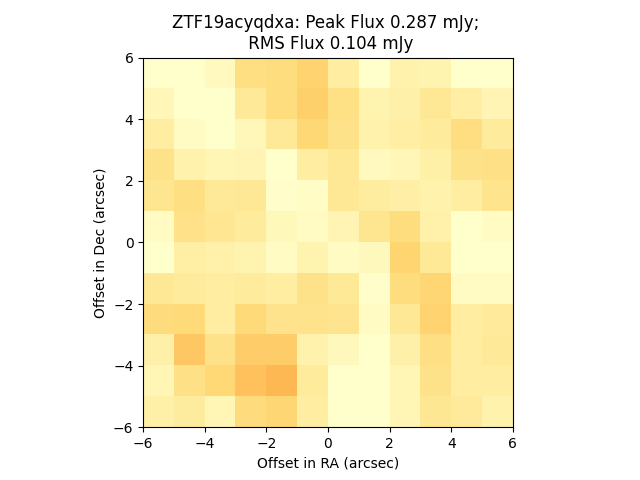 ZTF19acyqdxa: Peak Flux 0.287 mJy;
RMS Flux 0.104 mJy
6
4
2
0
−2
−4
−6
Offset in Dec (arcsec)
−6 −4 −2 0 2 4 6
Offset in RA (arcsec)